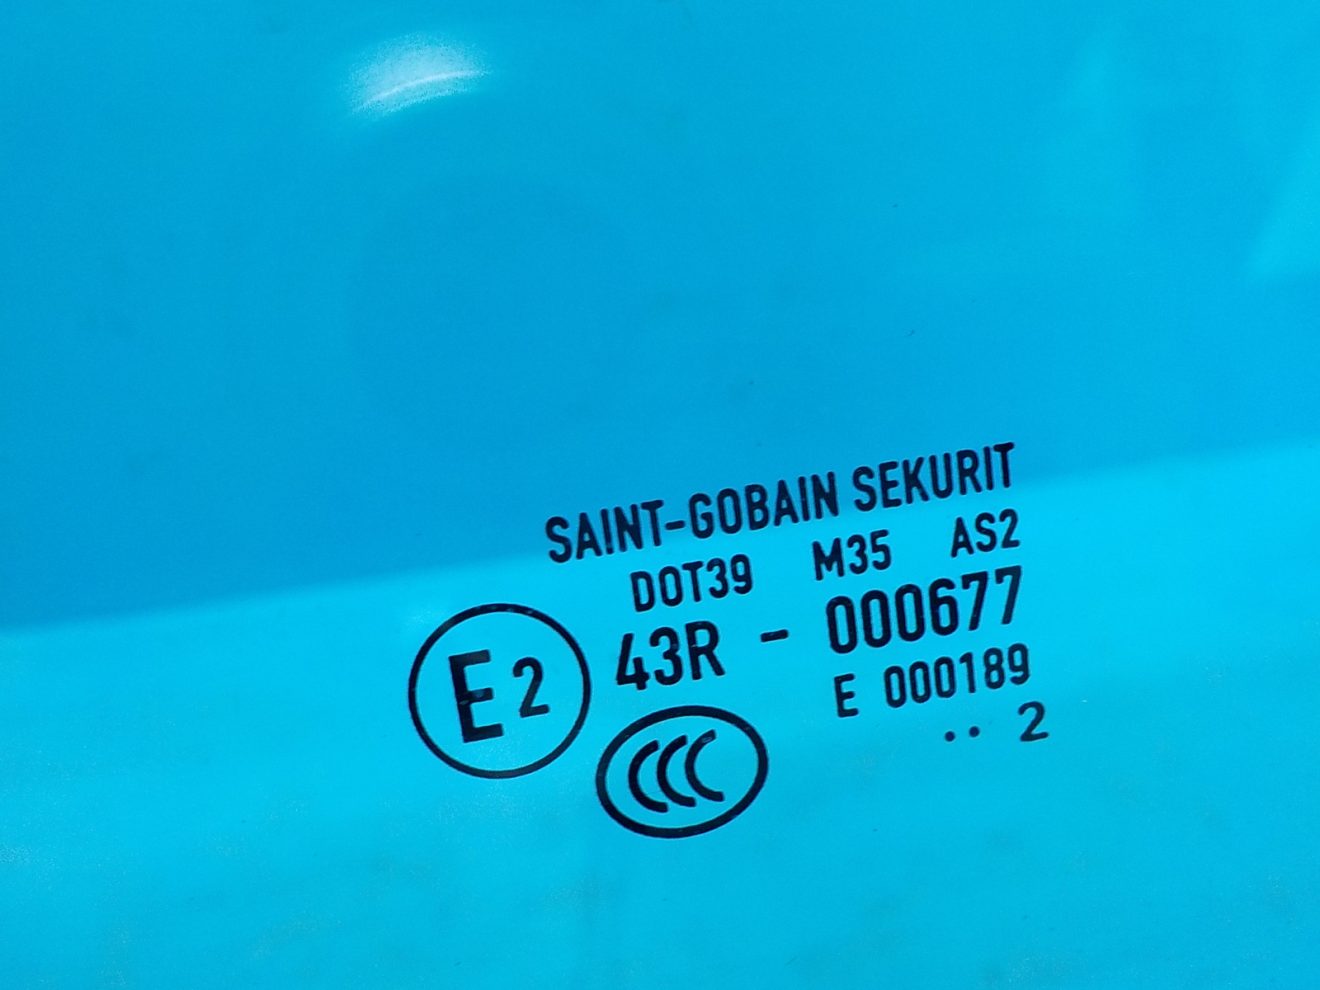 SAINT-GOBAIN SEKURIT
DOT39 M35 AS2
E2 43R - 000677
E 000189
CCC .. 2